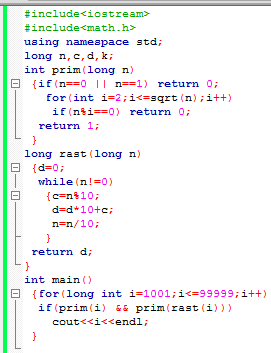 #include<iostream>
#include<math.h>
using namespace std;
long n,c,d,k;
int prim(long n)
{if(n==0 || n==1) return 0;
for(int i=2;i<=sqrt(n);i++)
if(n%i==0) return 0;
return 1;
}
long rast(long n)
{d=0;
while(n!=0)
{c=n%10;
d=d*10+c;
n=n/10;
}
return d;
}
int main()
{for(long int i=1001;i<=99999;i++)
if(prim(i) && prim(rast(i)))
cout<<i<<endl;
}